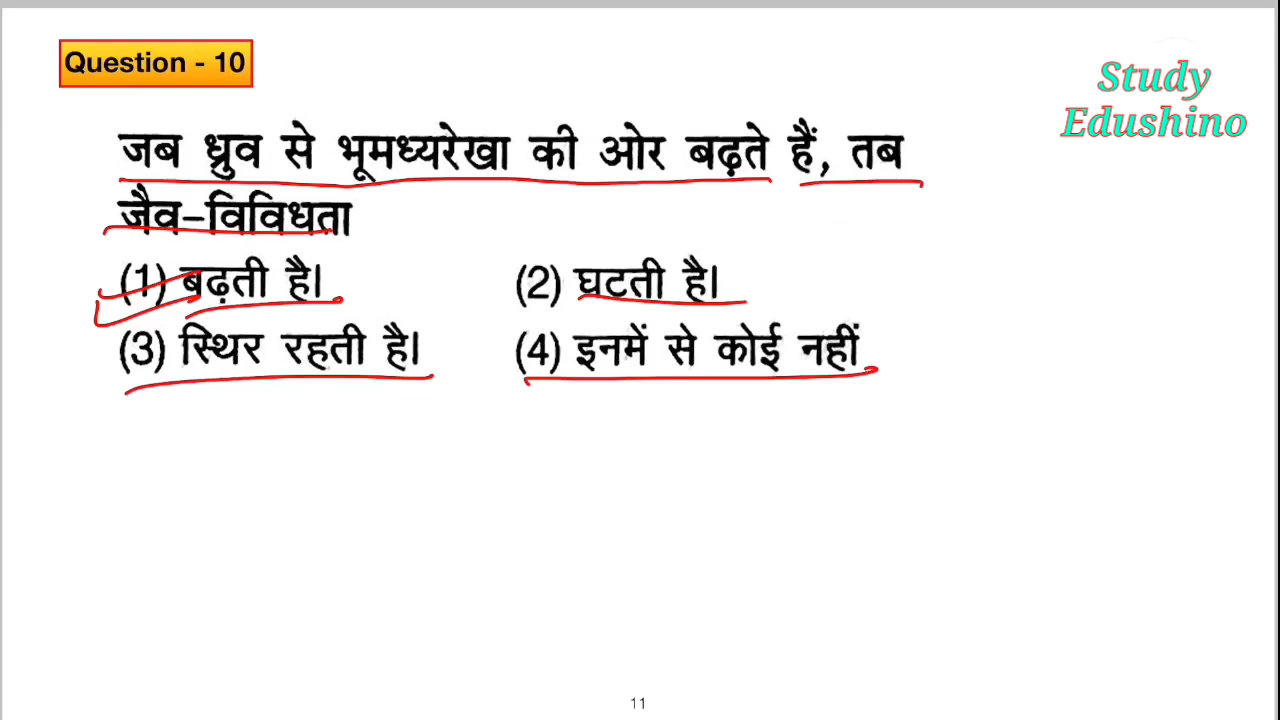 Question - 10
Study
Edushino
जब ध्रुव से भूमध्यरेखा की ओर बढ़ते हैं, तब
जैव-विविधता
(1) बढ़ती है। (2) घटती है।
(3) स्थिर रहती है। (4) इनमें से कोई नहीं
11